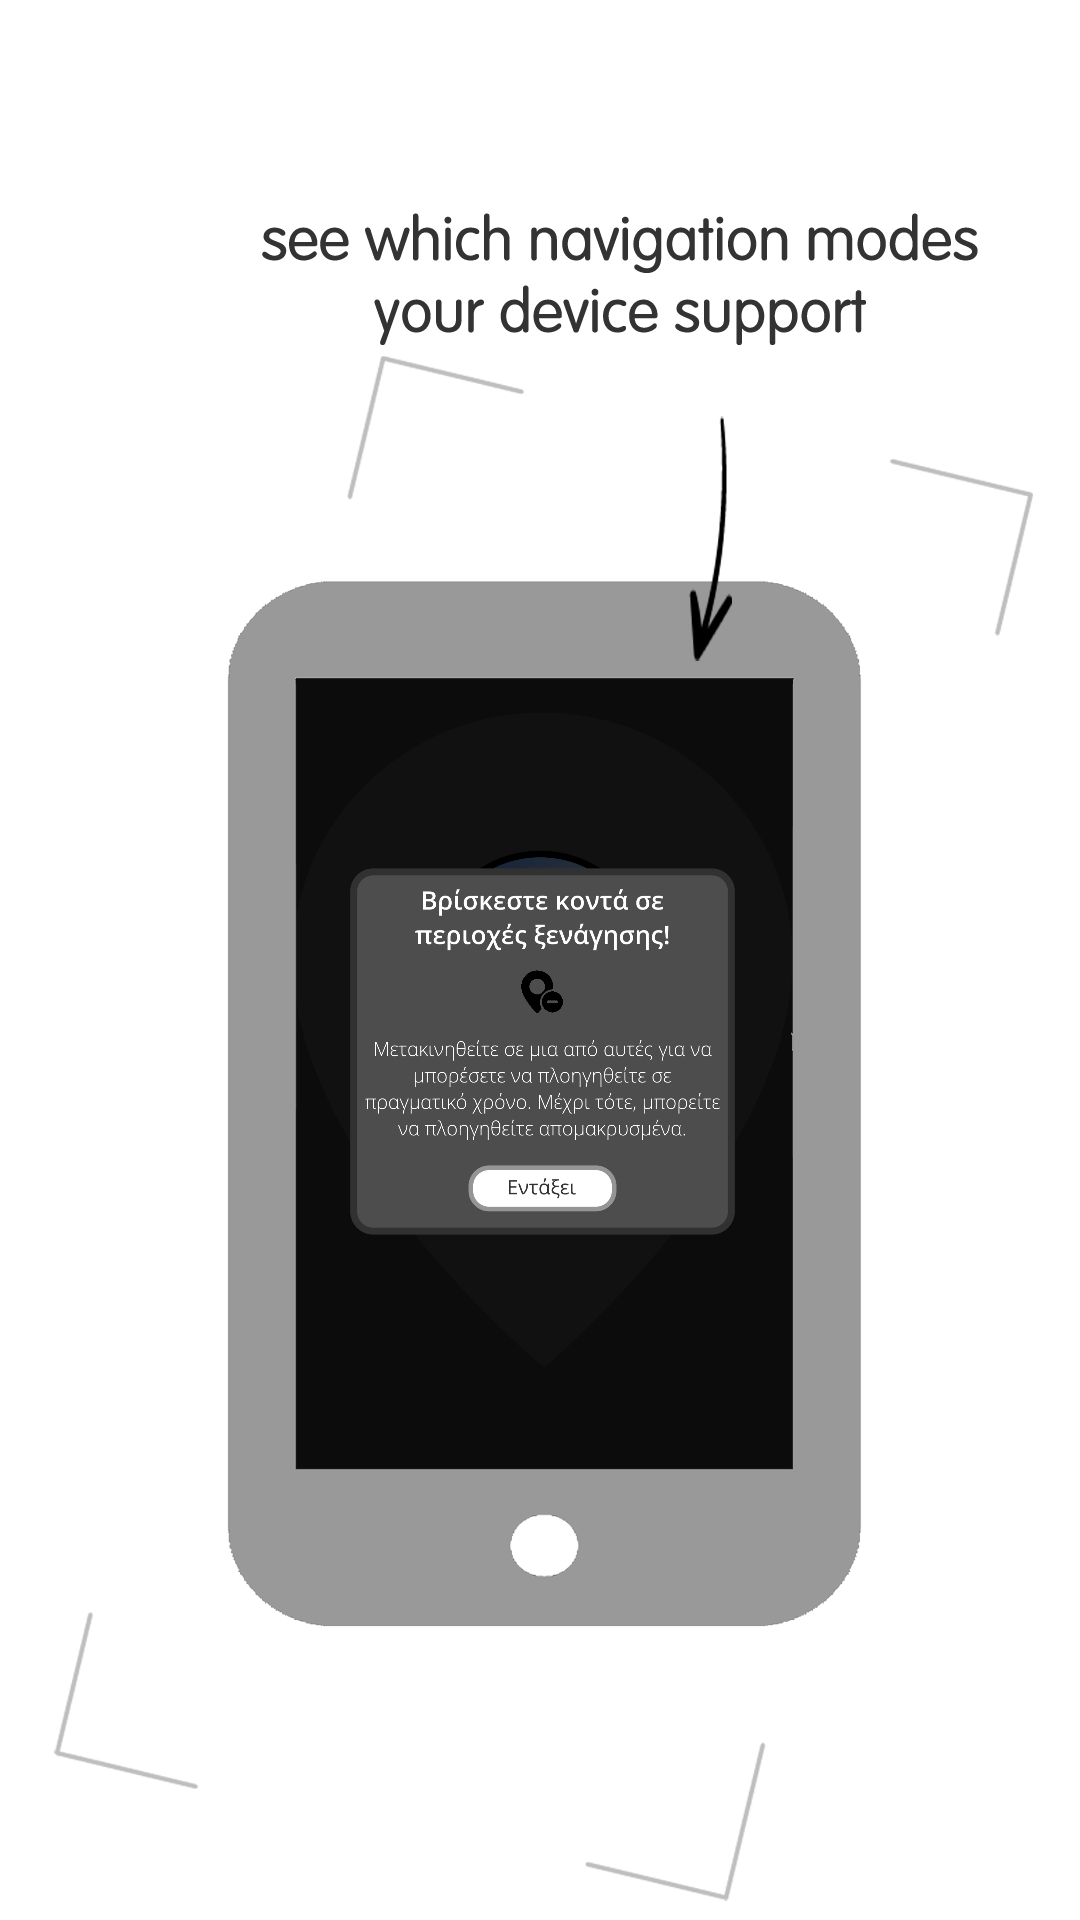 see which navigation modes
your device support
Βρίσκεστε κοντά σε
περιοχές ξενάγησης!
Μετακινηθείτε σε μια από αυτές για να
μπορέσετε να πλοηγηθείτε σε
πραγματικό χρόνο. Μέχρι τότε, μπορείτε
να πλοηγηθείτε απομακρυσμένα.
Εντάξει